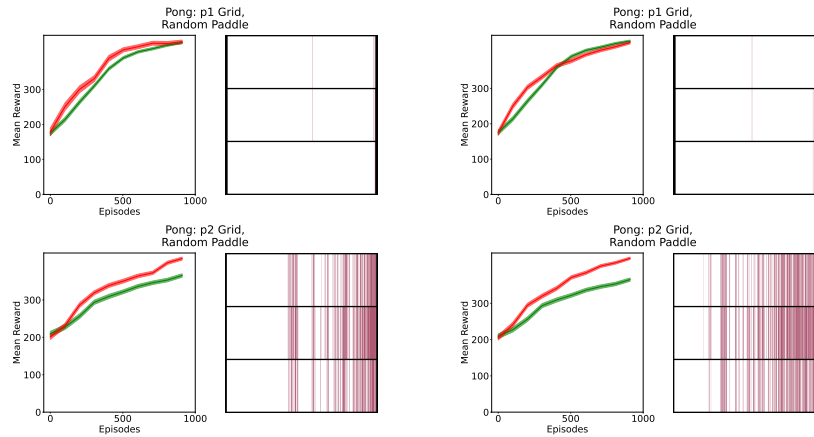 Pong: p1 Grid,
Random Paddle
Mean Reward
300
200
100
0
0
500
1000
Episodes
Pong: p1 Grid,
Random Paddle
Mean Reward
300
200
100
0
0
500
1000
Episodes
Pong: p2 Grid,
Random Paddle
Mean Reward
300
200
100
0
0
500
1000
Episodes
Pong: p2 Grid,
Random Paddle
Mean Reward
300
200
100
0
0
500
1000
Episodes